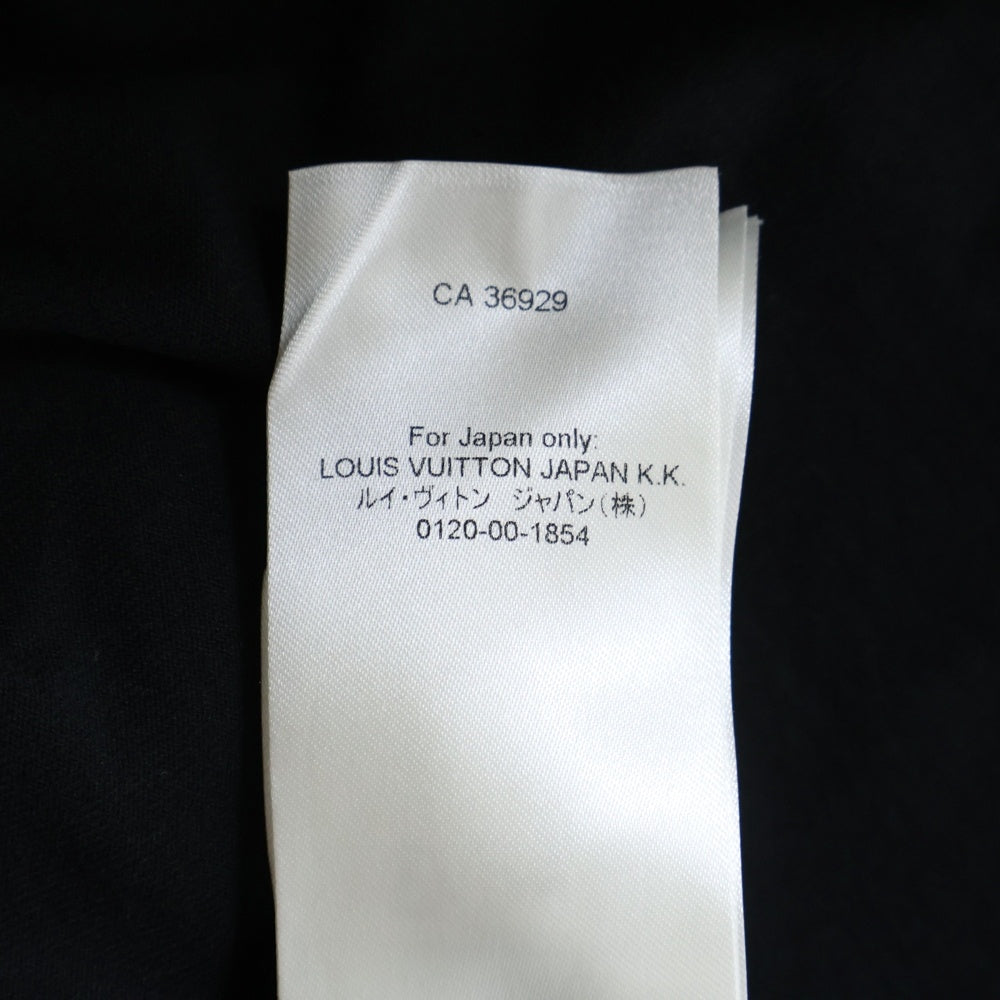 CA 36929
For Japan only:
LOUIS VUITTON JAPAN K.K.
ルイ・ヴィトン　ジャパン(株)
0120-00-1854